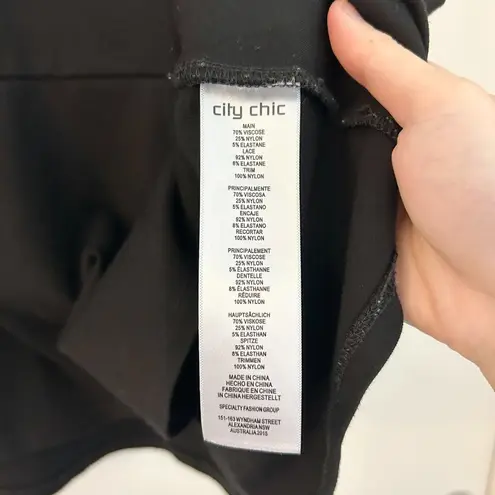 city chic
MAIN
70% VISCOSE
25% NYLON
5% ELASTANE
LACE
92% NYLON
8% ELASTANE
TRIM
100% NYLON
PRINCIPALMENTE
70% VISCOSA
25% NYLON
5% ELASTANO
ENCAJE
92% NYLON
8% ELASTANO
RECORTAR
100% NYLON
PRINCIPALEMENT
70% VISCOSE
25% NYLON
5% ÉLASTHANNE
DENTELLE
92% NYLON
8% ÉLASTHANNE
RÉDUIRE
100% NYLON
HAUPTSÄCHLICH
70% VISKOSE
25% NYLON
5% ELASTHAN
SPITZE
92% NYLON
8% ELASTHAN
TRIMMEN
100% NYLON
MADE IN CHINA
HECHO EN CHINA
FABRIQUE EN CHINE
IN CHINA HERGESTELLT
SPECIALTY FASHION GROUP
151-163 WYNDHAM STREET
ALEXANDRIA NSW
AUSTRALIA 2015